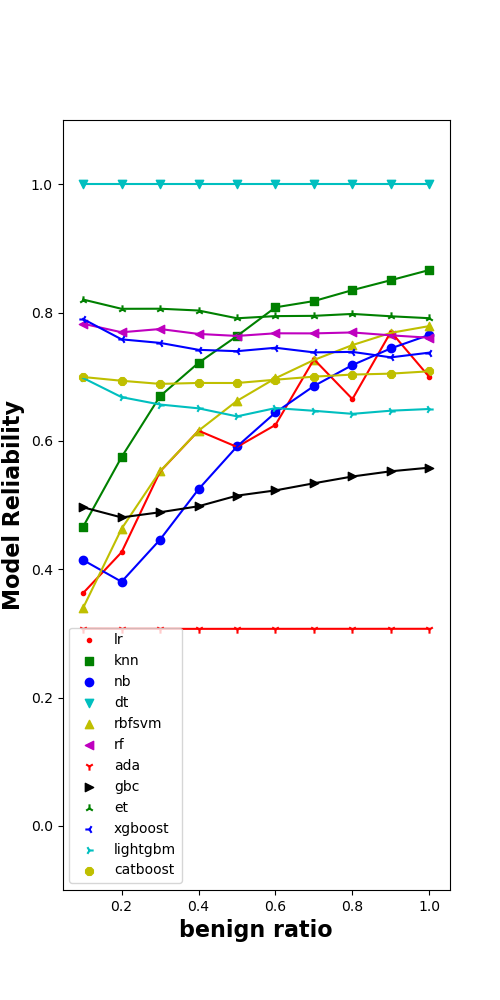 1.0
0.8
0.6
0.4
0.2
0.0
Model Reliability
lr
knn
nb
dt
rbfsvm
rf
ada
gbc
et
xgboost
lightgbm
catboost
0.2 0.4 0.6 0.8 1.0
benign ratio